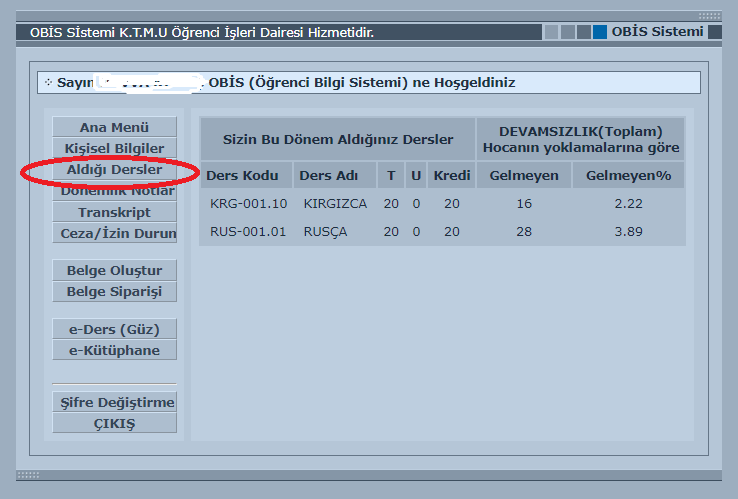 OBİS Sİstemi K.T.M.U Öğrenci İşleri Dairesi Hizmetidir.
OBİS Sistemi
Sayın OBİS (Öğrenci Bilgi Sistemi) ne Hoşgeldiniz
Ana Menü
Kişisel Bilgiler
Aldığı Dersler
Dönemlik Notlar
Transkript
Ceza/İzin Durun
Belge Oluştur
Belge Siparişi
e-Ders (Güz)
e-Kütüphane
Şifre Değiştirme
ÇIKIŞ
Sizin Bu Dönem Aldığınız Dersler
DEVAMSIZLIK(Toplam)
Hocanın yoklamalarına göre
Ders Kodu Ders Adı T U Kredi Gelmeyen Gelmeyen%
KRG-001.10 KIRGIZCA 20 0 20 16 2.22
RUS-001.01 RUSÇA 20 0 20 28 3.89